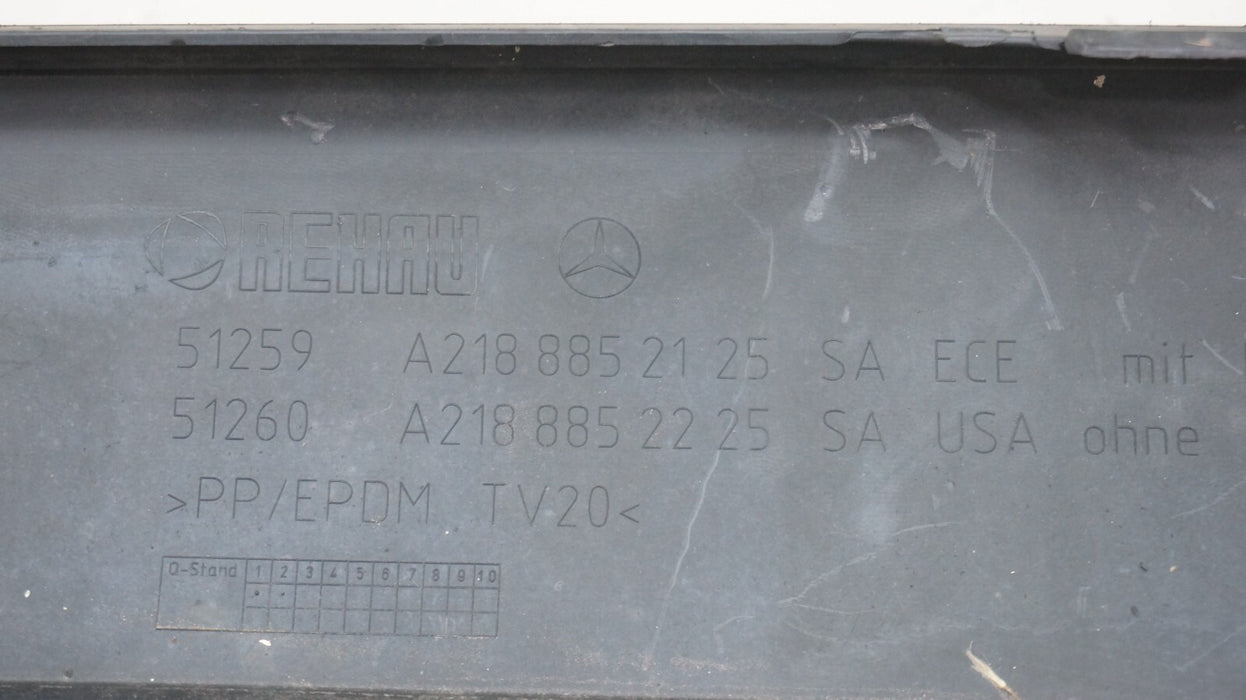 REHAU
51259 A218 885 21 25 SA ECE mit
51260 A218 885 22 25 SA USA ohne
>PP/EPDM TV20<
Q-Stand 1 2 3 4 5 6 7 8 9 10